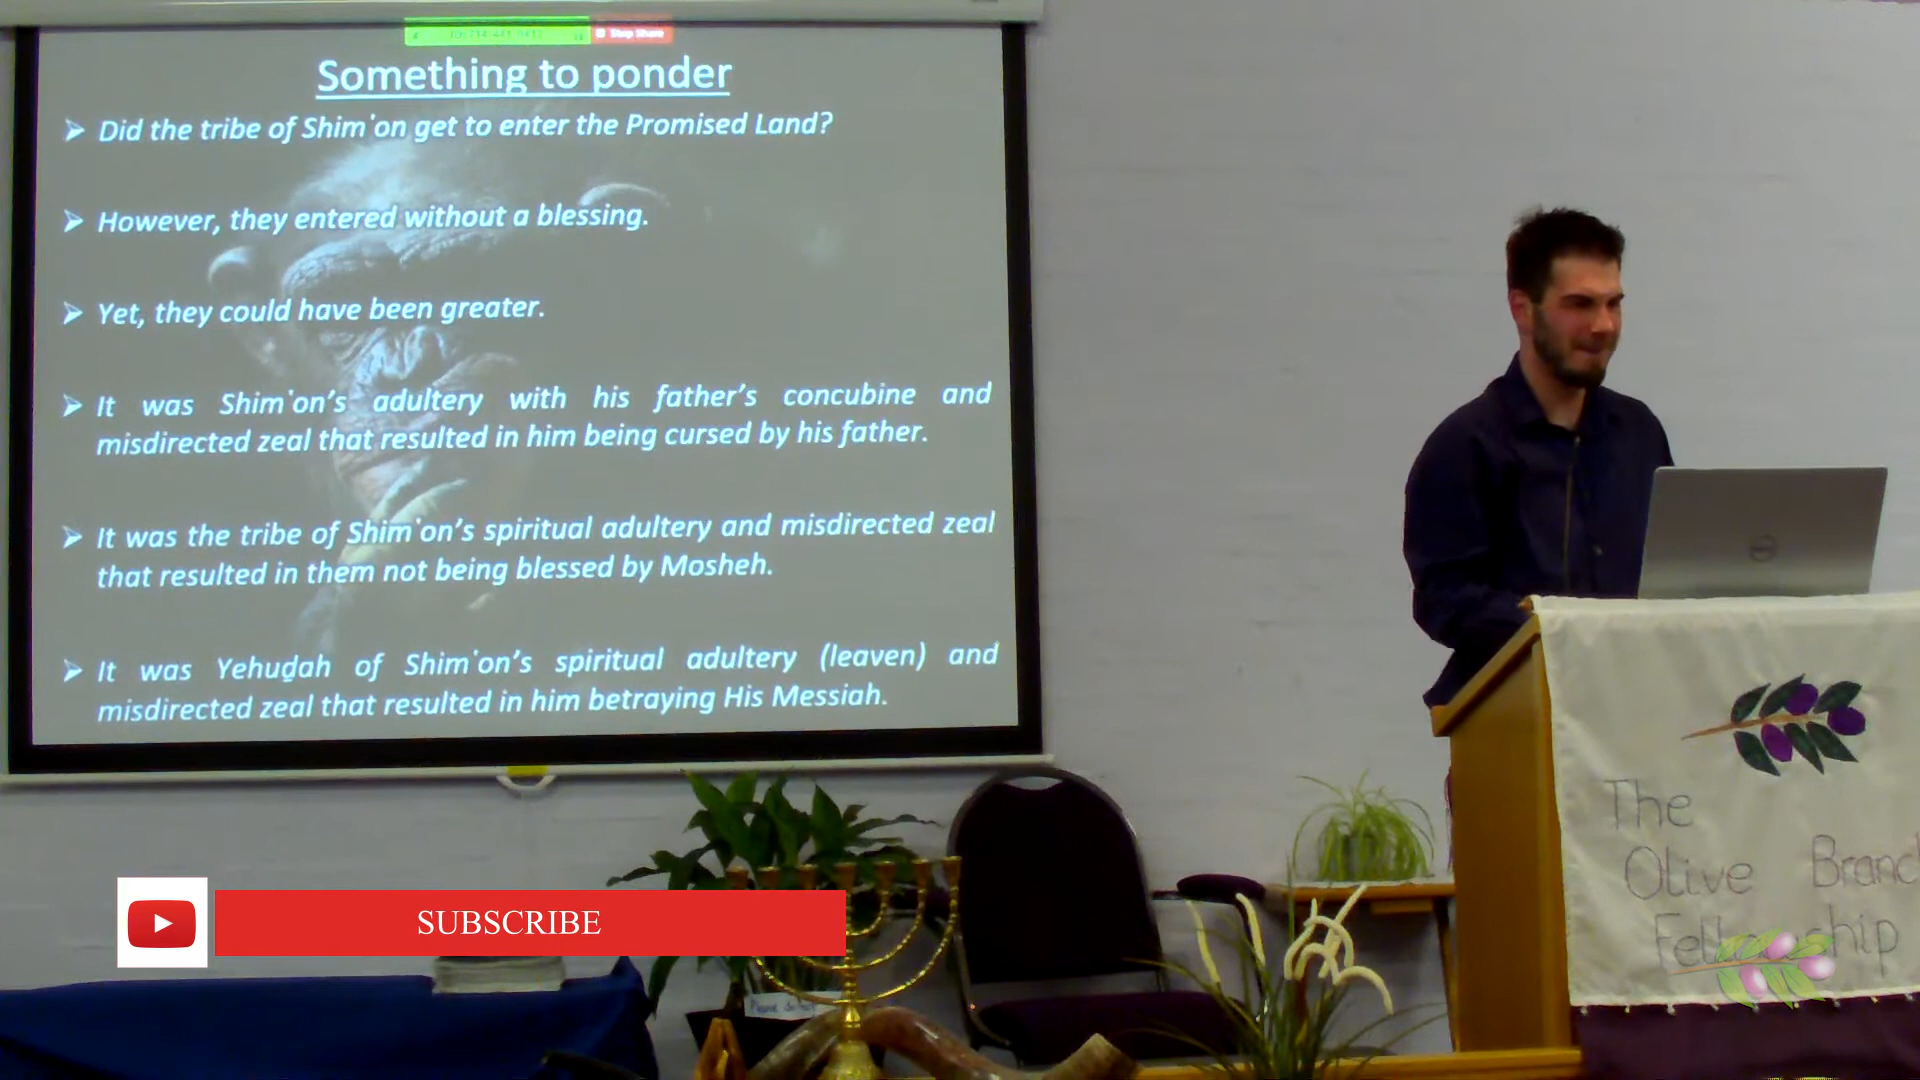 Stop Share
Something to ponder
➢ Did the tribe of Shim῾on get to enter the Promised Land?
➢ However, they entered without a blessing.
➢ Yet, they could have been greater.
➢ It was Shim῾on’s adultery with his father’s concubine and
misdirected zeal that resulted in him being cursed by his father.
➢ It was the tribe of Shim῾on’s spiritual adultery and misdirected zeal
that resulted in them not being blessed by Mosheh.
➢ It was Yehuḏah of Shim῾on’s spiritual adultery (leaven) and
misdirected zeal that resulted in him betraying His Messiah.
SUBSCRIBE
The
Olive Branc
Fellowship